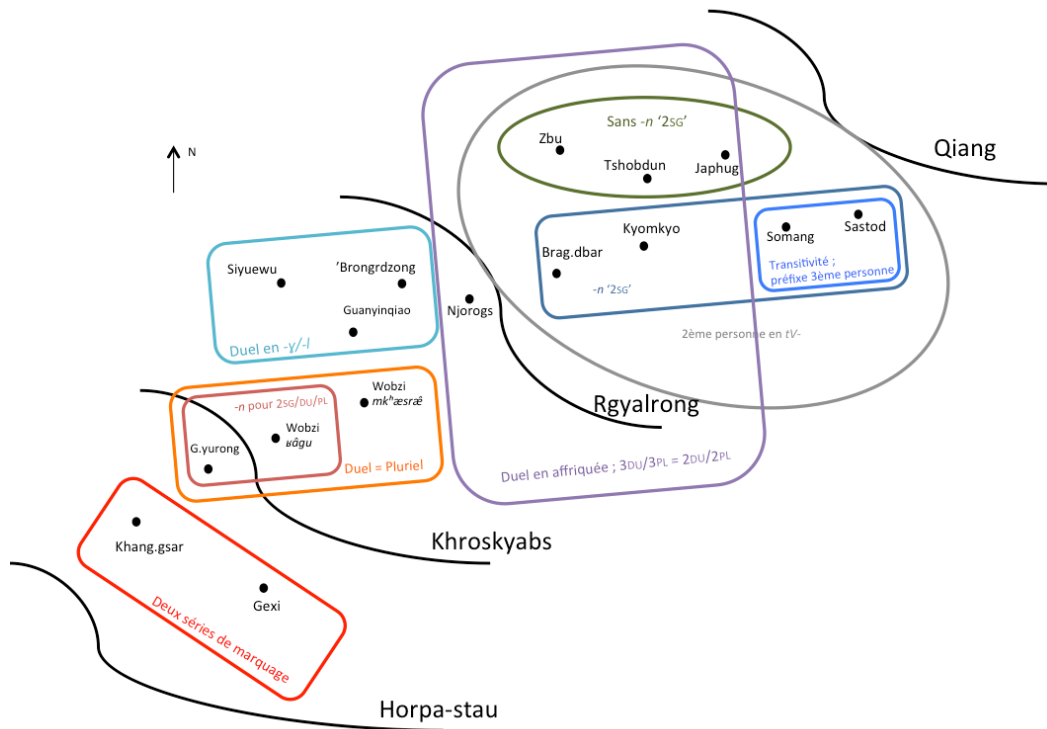 Sans -n ‘2SG’
Zbu
Tshobdun
Japhug
Qiang
N
Kyomkyo
Somang
Sastod
Brag.dbar
-n ‘2SG’
Transitivité ;
préfixe 3ème personne
Siyuewu
’Brongrdzong
Guanyinqiao
Njorogs
Duel en -ɣ/-l
2ème personne en tV-
Rgyalrong
Wobzi
mkʰæsræ̂
-n pour 2SG/DU/PL
Wobzi
ʁâgu
G.yurong
Duel = Pluriel
Duel en affriquée ; 3DU/3PL = 2DU/2PL
Khroskyabs
Khang.gsar
Gexi
Deux séries de marquage
Horpa-stau